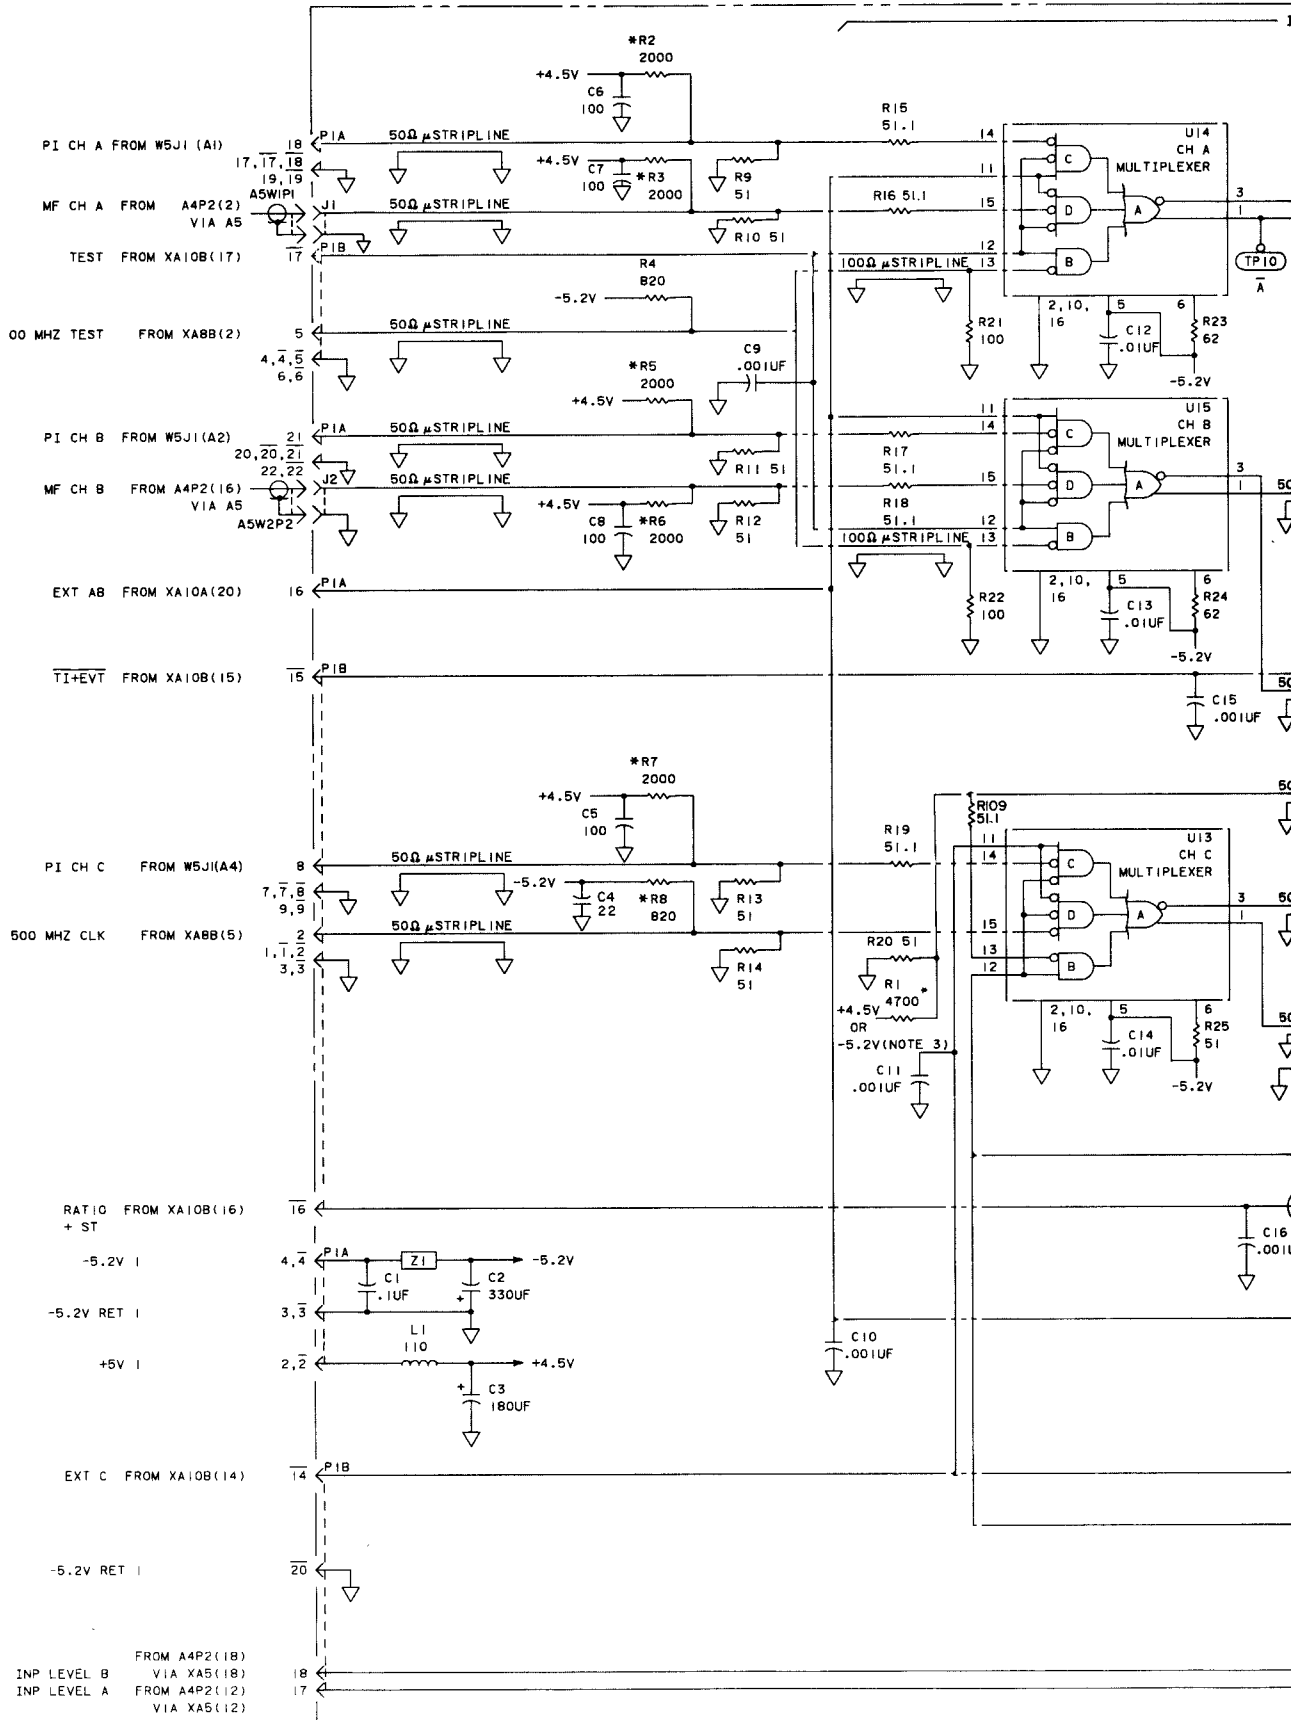 *R2
2000
+4.5V
C6
100
R15
51.1
PI CH A FROM W5J1 (A1) 18 P1A 50Ω μSTRIPLINE 14
U14
CH A
MULTIPLEXER
17, 17, 18
19, 19
+4.5V
C7
100
*R3
2000
R9
51
11
C
A5W1P1
MF CH A FROM A4P2(2)
VIA A5
J1 50Ω μSTRIPLINE
R16 51.1 15 D A 3
1
R10 51
TEST FROM XA10B(17) 17 P1B
12
100Ω μSTRIPLINE 13 B
TP10
A
R4
820
-5.2V
00 MHZ TEST FROM XA8B(2) 5 50Ω μSTRIPLINE
R21
100
2, 10,
16
5
6
C12
.01UF
R23
62
-5.2V
4, 4, 5
6, 6
C9
.001UF
*R5
2000
+4.5V
PI CH B FROM W5J1(A2) 21 P1A 50Ω μSTRIPLINE
11
14 C
U15
CH B
MULTIPLEXER
20, 20, 21
22, 22
R11 51
R17
51.1
MF CH B FROM A4P2(16)
VIA A5
J2 50Ω μSTRIPLINE
15 D A 3
1 50
A5W2P2
+4.5V
C8
100
*R6
2000
R12
51
R18
51.1
12
100Ω μSTRIPLINE 13 B
EXT AB FROM XA10A(20) 16 P1A
R22
100
2, 10,
16
5
6
C13
.01UF
R24
62
-5.2V
TI+EVT FROM XA10B(15) 15 P1B
50
C15
.001UF
*R7
2000
+4.5V
C5
100
R109
51.1
50
R19
51.1
11
14 C
U13
CH C
MULTIPLEXER
PI CH C FROM W5J1(A4) 8 50Ω μSTRIPLINE
7, 7, 8
9, 9
-5.2V
C4
22
*R8
820
R13
51
D A 3 50
1
500 MHZ CLK FROM XA8B(5) 2 50Ω μSTRIPLINE 15
1, 1, 2
3, 3
R14
51
R20 51
13
12 B
R1
4700 *
+4.5V
OR
-5.2V(NOTE 3)
2, 10,
16
5
6
C14
.01UF
R25
51
-5.2V
50
C11
.001UF
RATIO FROM XA10B(16) 16
+ ST
C16
-5.2V 1 4, 4 P1A Z1 -5.2V
C1
.1UF
C2
+ 330UF
-5.2V RET 1 3, 3
L1
110
+5V 1 2, 2 +4.5V
C10
.001UF
+ C3
180UF
EXT C FROM XA10B(14) 14 P1B
-5.2V RET 1 20
FROM A4P2(18)
INP LEVEL B VIA XA5(18) 18
INP LEVEL A FROM A4P2(12) 17
VIA XA5(12)